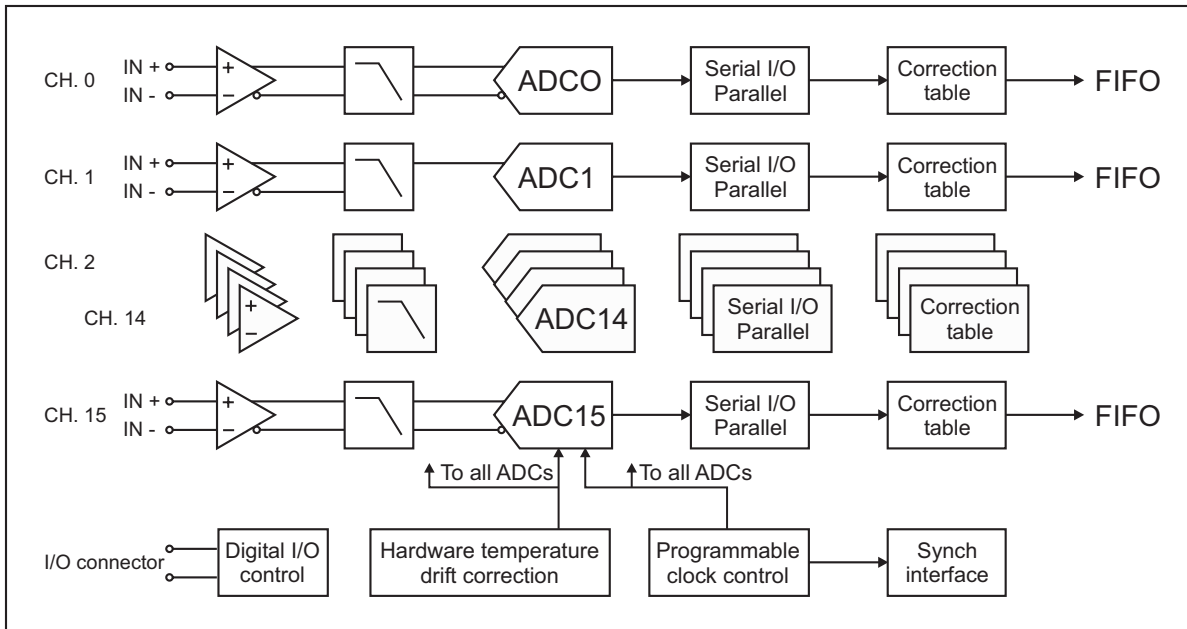 CH. 0
IN +
IN -
+
−
ADCO
Serial I/O
Parallel
Correction
table
FIFO
CH. 1
IN +
IN -
+
−
ADC1
Serial I/O
Parallel
Correction
table
FIFO
CH. 2
CH. 14
+
−
ADC14
Serial I/O
Parallel
Correction
table
CH. 15
IN +
IN -
+
−
ADC15
Serial I/O
Parallel
Correction
table
FIFO
To all ADCs
To all ADCs
I/O connector
Digital I/O
control
Hardware temperature
drift correction
Programmable
clock control
Synch
interface